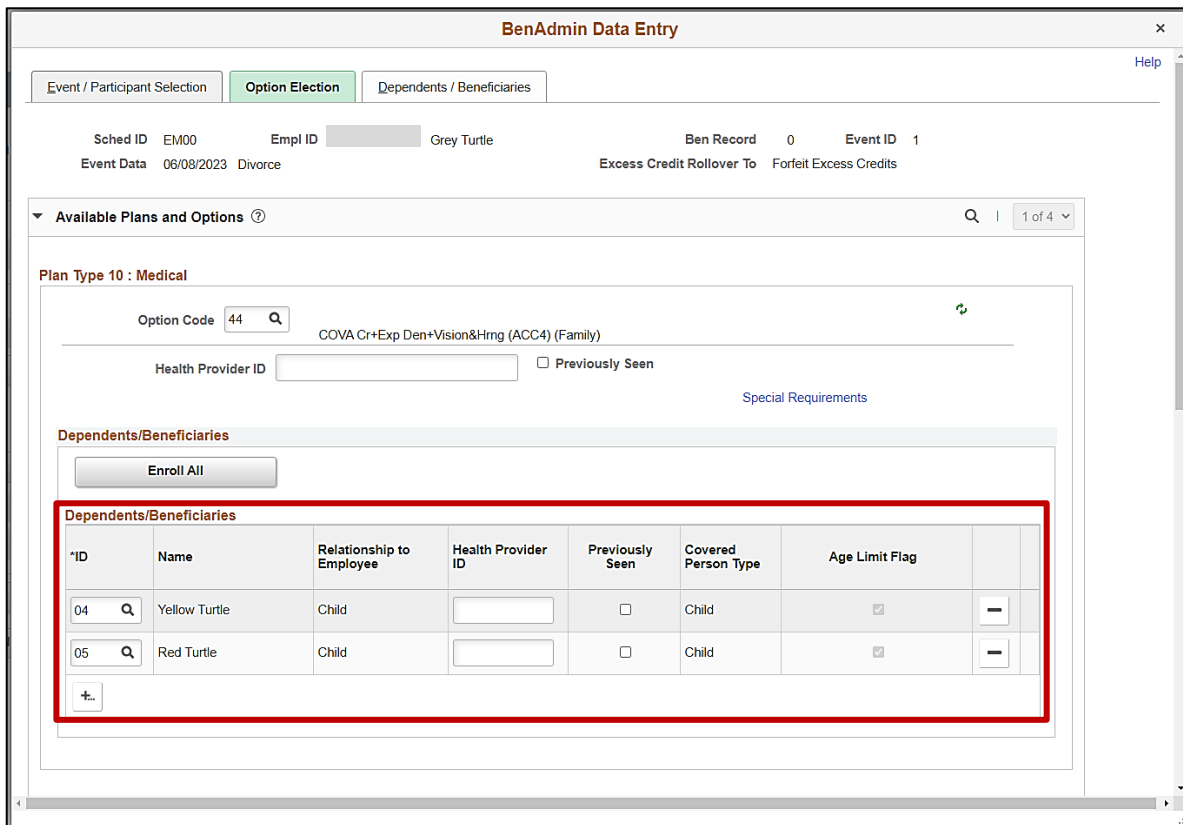 BenAdmin Data Entry
×
Help
Event / Participant Selection Option Election Dependents / Beneficiaries
Sched ID EM00 Empl ID Grey Turtle Ben Record 0 Event ID 1
Event Data 06/08/2023 Divorce Excess Credit Rollover To Forfeit Excess Credits
Available Plans and Options ? 1 of 4
Plan Type 10 : Medical
Option Code 44
COVA Cr+Exp Den+Vision&Hrng (ACC4) (Family)
Health Provider ID Previously Seen
Special Requirements
Dependents/Beneficiaries
Enroll All
Dependents/Beneficiaries
*ID Name Relationship to Employee Health Provider ID Previously Seen Covered Person Type Age Limit Flag
04 Yellow Turtle Child Child
05 Red Turtle Child Child
+...